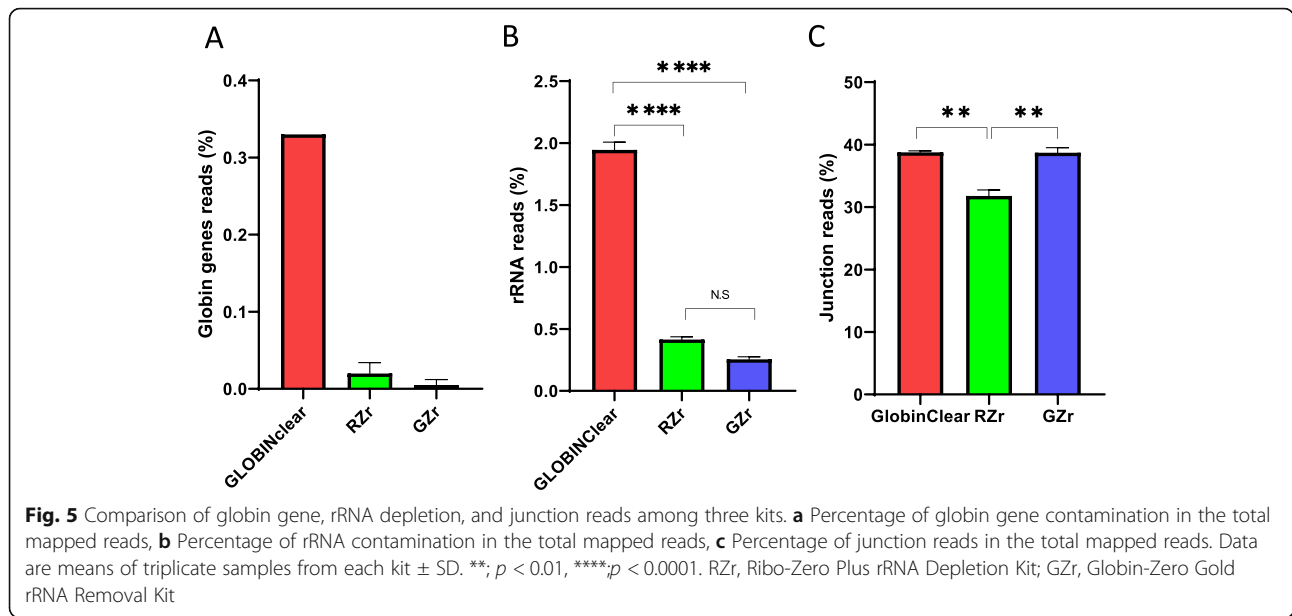 A
Globin genes reads (%)
0.4
0.3
0.2
0.1
0.0
GLOBINclear
RZr
GZr
B
rRNA reads (%)
2.5
2.0
1.5
1.0
0.5
0.0
****
****
N.S
GLOBINClear
RZr
GZr
C
Junction reads (%)
50
40
30
20
10
0
**
**
GlobinClear RZr GZr
Fig. 5 Comparison of globin gene, rRNA depletion, and junction reads among three kits. a Percentage of globin gene contamination in the total
mapped reads, b Percentage of rRNA contamination in the total mapped reads, c Percentage of junction reads in the total mapped reads. Data
are means of triplicate samples from each kit ± SD. **; p < 0.01, ****;p < 0.0001. RZr, Ribo-Zero Plus rRNA Depletion Kit; GZr, Globin-Zero Gold
rRNA Removal Kit